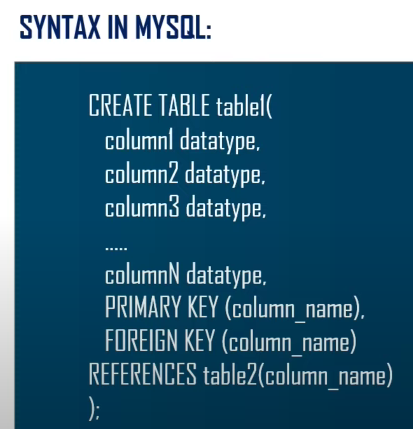 SYNTAX IN MYSQL:
CREATE TABLE table1(
column1 datatype,
column2 datatype,
column3 datatype,
.....
columnN datatype,
PRIMARY KEY (column_name),
FOREIGN KEY (column_name)
REFERENCES table2(column_name)
);